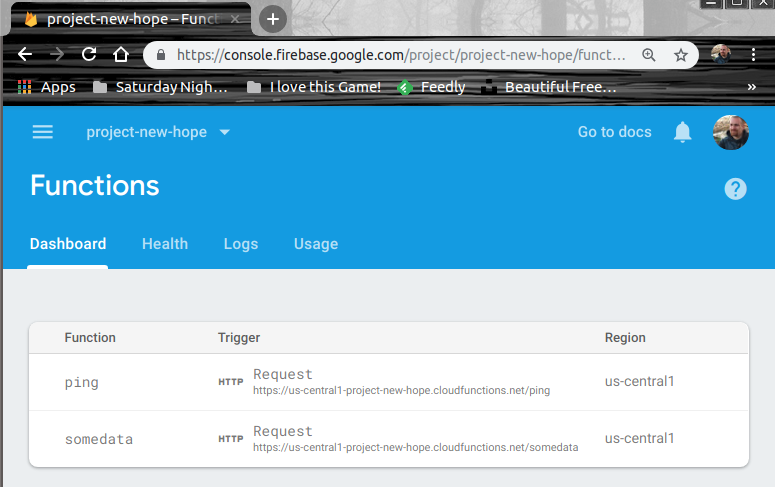 project-new-hope – Funct
https://console.firebase.google.com/project/project-new-hope/funct…
Apps Saturday Nigh… I love this Game! Feedly Beautiful Free… »
project-new-hope Go to docs
Functions
Dashboard Health Logs Usage
Function Trigger Region
ping HTTP Request us-central1
https://us-central1-project-new-hope.cloudfunctions.net/ping
somedata HTTP Request us-central1
https://us-central1-project-new-hope.cloudfunctions.net/somedata